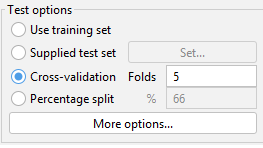 Test options
Use training set
Supplied test set Set...
Cross-validation Folds 5
Percentage split % 66
More options...